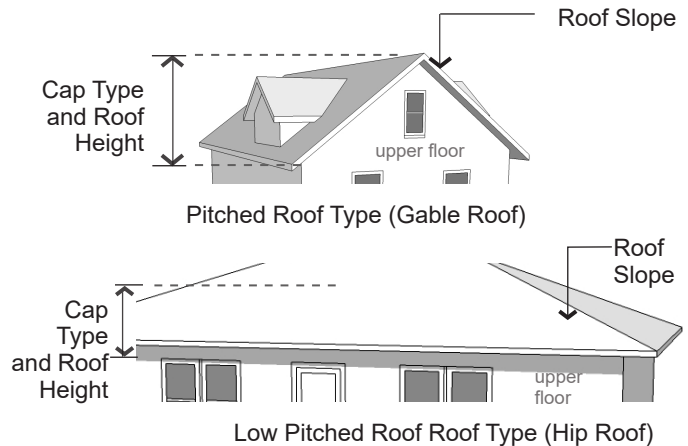 Roof Slope
Cap Type
and Roof
Height
upper floor
Pitched Roof Type (Gable Roof)
Roof
Slope
Cap
Type
and Roof
Height
upper
floor
Low Pitched Roof Roof Type (Hip Roof)